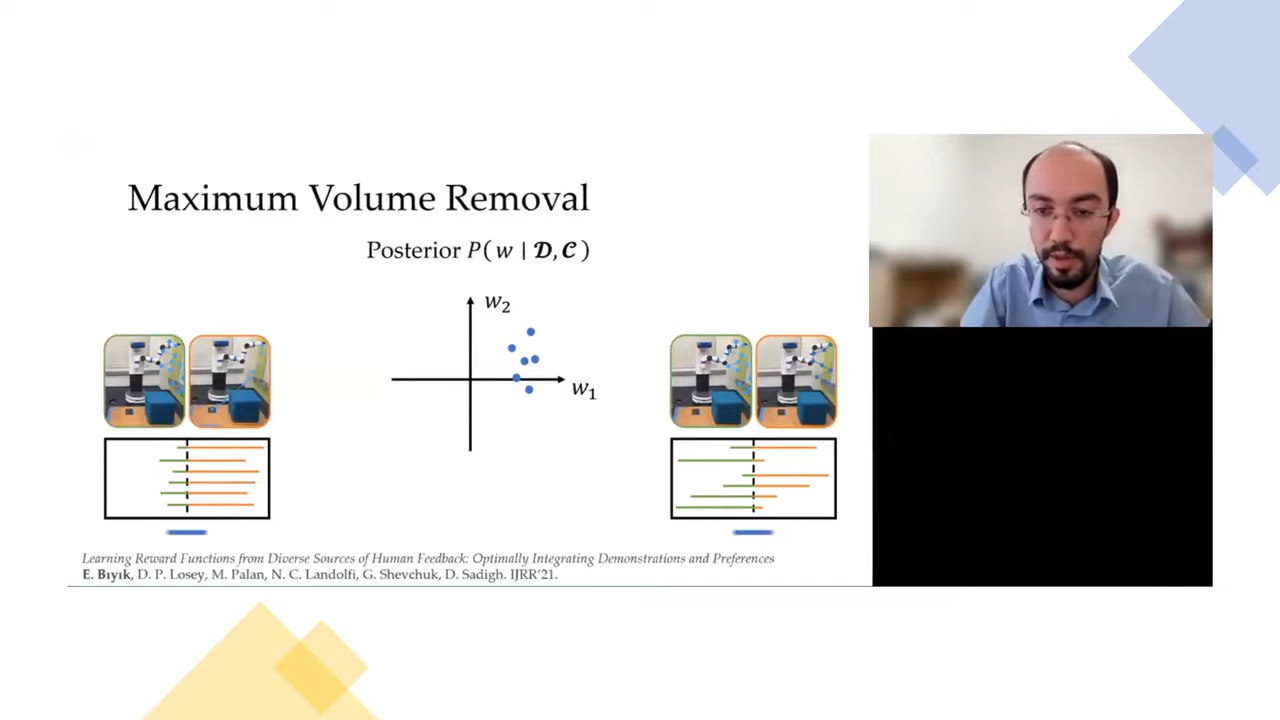 Maximum Volume Removal
Posterior P( w | 𝓓, 𝓒 )
w₂
w₁
Learning Reward Functions from Diverse Sources of Human Feedback: Optimally Integrating Demonstrations and Preferences
E. Bıyık, D. P. Losey, M. Palan, N. C. Landolfi, G. Shevchuk, D. Sadigh. IJRR'21.